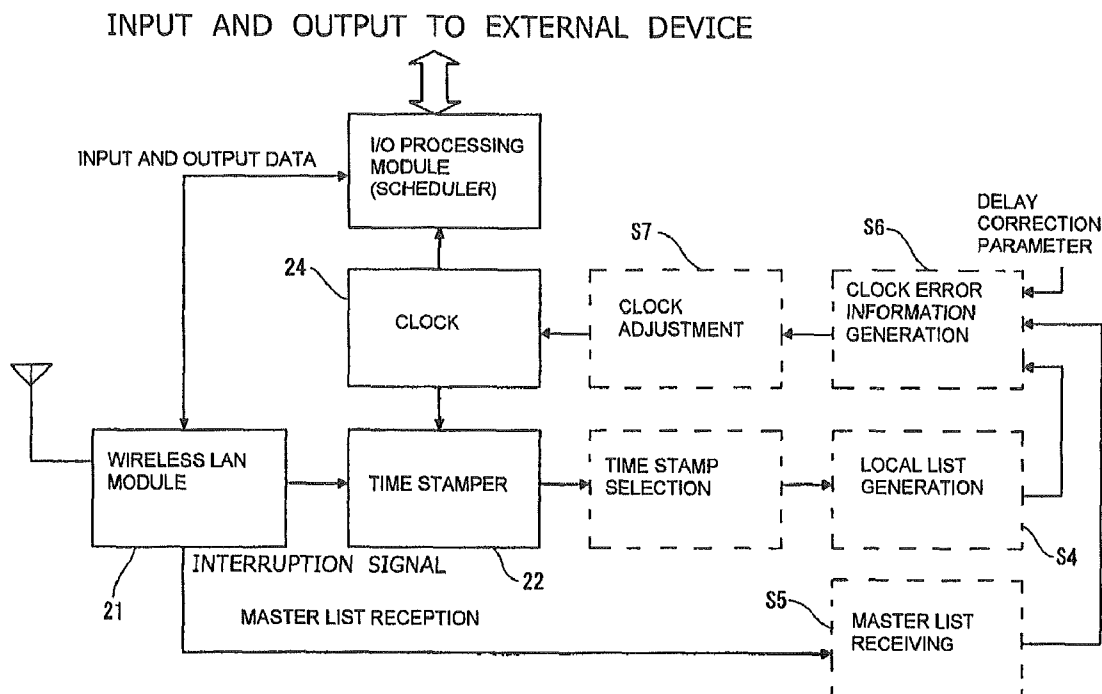 INPUT AND OUTPUT TO EXTERNAL DEVICE
I/O PROCESSING
MODULE
(SCHEDULER)
INPUT AND OUTPUT DATA
DELAY
CORRECTION
PARAMETER
S7
S6
24
CLOCK
CLOCK
ADJUSTMENT
CLOCK ERROR
INFORMATION
GENERATION
WIRELESS LAN
MODULE
TIME STAMPER
TIME STAMP
SELECTION
LOCAL LIST
GENERATION
INTERRUPTION SIGNAL
21
22
S4
MASTER LIST RECEPTION
S5
MASTER LIST
RECEIVING